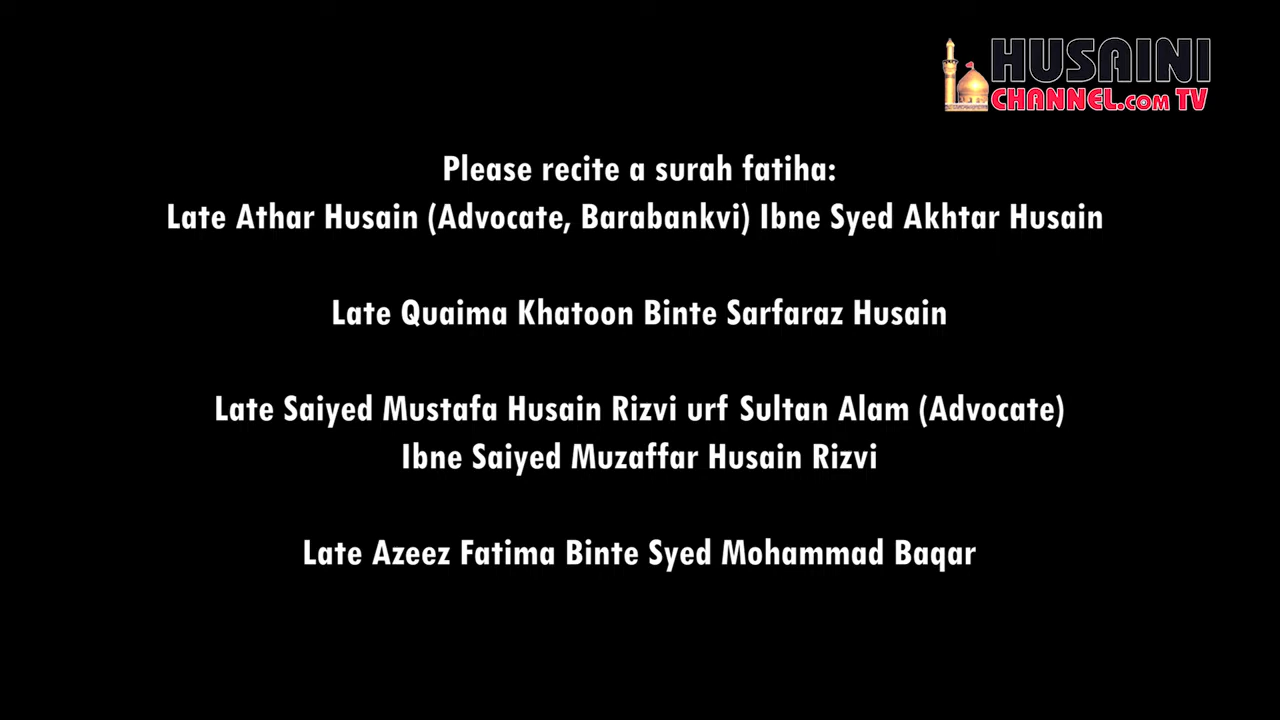 HUSAINI
CHANNEL.COM TV
Please recite a surah fatiha:
Late Athar Husain (Advocate, Barabankvi) Ibne Syed Akhtar Husain
Late Quaima Khatoon Binte Sarfaraz Husain
Late Saiyed Mustafa Husain Rizvi urf Sultan Alam (Advocate)
Ibne Saiyed Muzaffar Husain Rizvi
Late Azeez Fatima Binte Syed Mohammad Baqar